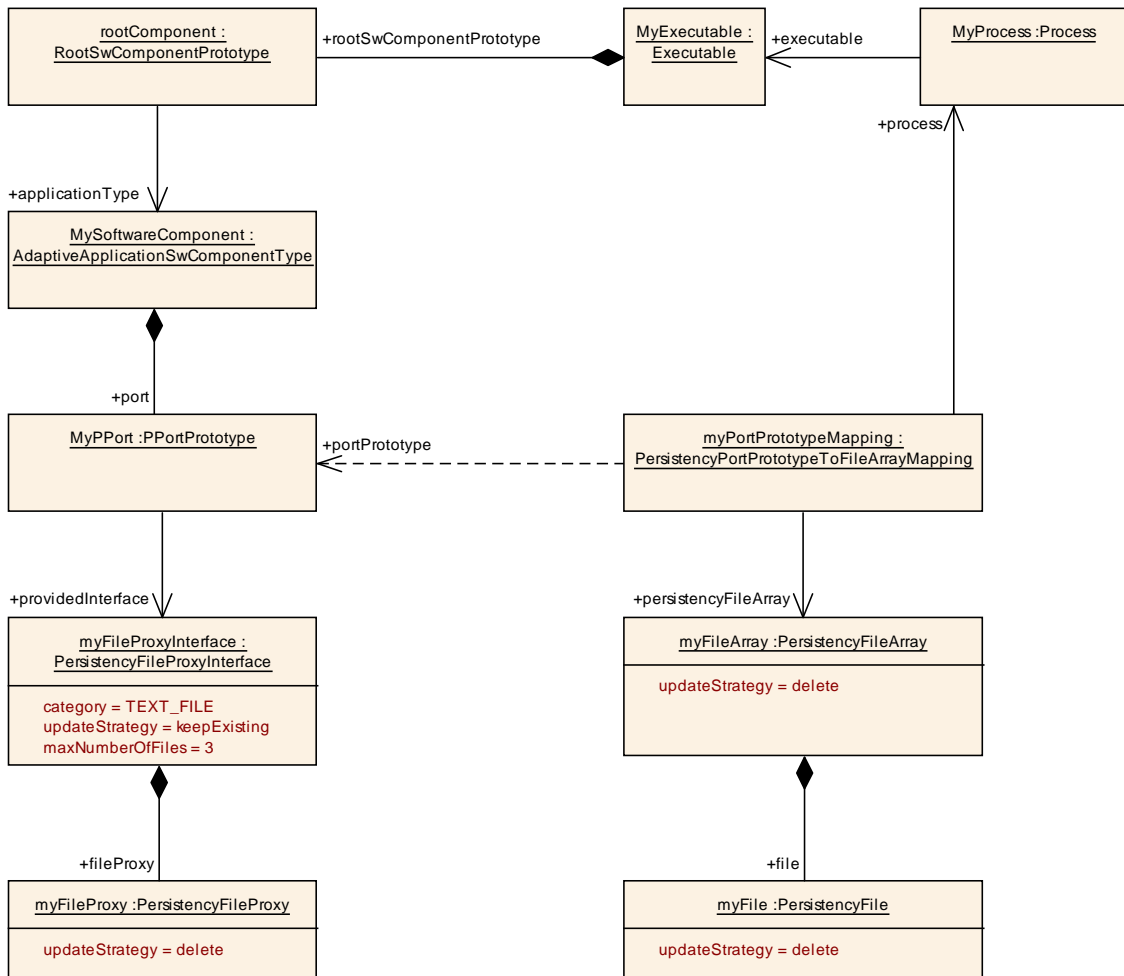 rootComponent :
RootSwComponentPrototype
+rootSwComponentPrototype
MyExecutable :
Executable
+executable
MyProcess :Process
+process
+applicationType
MySoftwareComponent :
AdaptiveApplicationSwComponentType
+port
MyPPort :PPortPrototype
+portPrototype
myPortPrototypeMapping :
PersistencyPortPrototypeToFileArrayMapping
+providedInterface
+persistencyFileArray
myFileProxyInterface :
PersistencyFileProxyInterface
category = TEXT_FILE
updateStrategy = keepExisting
maxNumberOfFiles = 3
myFileArray :PersistencyFileArray
updateStrategy = delete
+fileProxy
+file
myFileProxy :PersistencyFileProxy
updateStrategy = delete
myFile :PersistencyFile
updateStrategy = delete